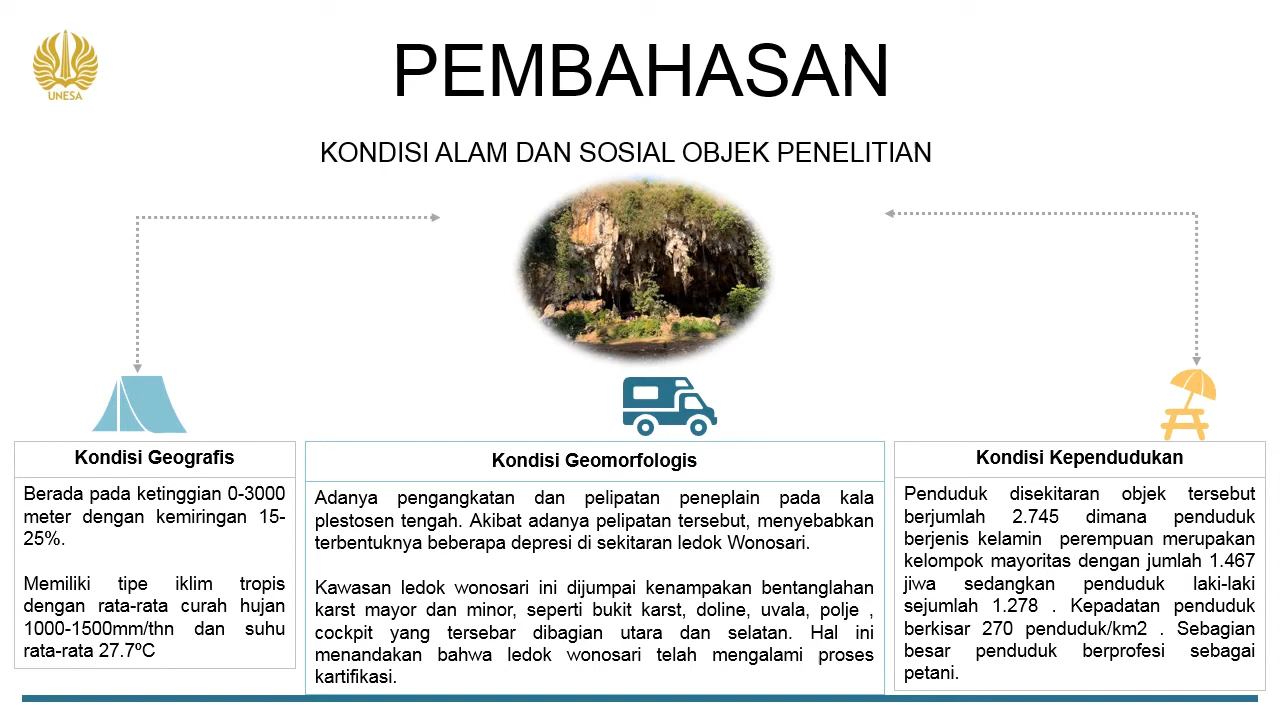 UNESA
PEMBAHASAN
KONDISI ALAM DAN SOSIAL OBJEK PENELITIAN
Kondisi Geografis
Berada pada ketinggian 0-3000
meter dengan kemiringan 15-
25%.
Memiliki tipe iklim tropis
dengan rata-rata curah hujan
1000-1500mm/thn dan suhu
rata-rata 27.7ºC
Kondisi Geomorfologis
Adanya pengangkatan dan pelipatan peneplain pada kala
plestosen tengah. Akibat adanya pelipatan tersebut, menyebabkan
terbentuknya beberapa depresi di sekitaran ledok Wonosari.
Kawasan ledok wonosari ini dijumpai kenampakan bentanglahan
karst mayor dan minor, seperti bukit karst, doline, uvala, polje ,
cockpit yang tersebar dibagian utara dan selatan. Hal ini
menandakan bahwa ledok wonosari telah mengalami proses
kartifikasi.
Kondisi Kependudukan
Penduduk disekitaran objek tersebut
berjumlah 2.745 dimana penduduk
berjenis kelamin perempuan merupakan
kelompok mayoritas dengan jumlah 1.467
jiwa sedangkan penduduk laki-laki
sejumlah 1.278 . Kepadatan penduduk
berkisar 270 penduduk/km2 . Sebagian
besar penduduk berprofesi sebagai
petani.